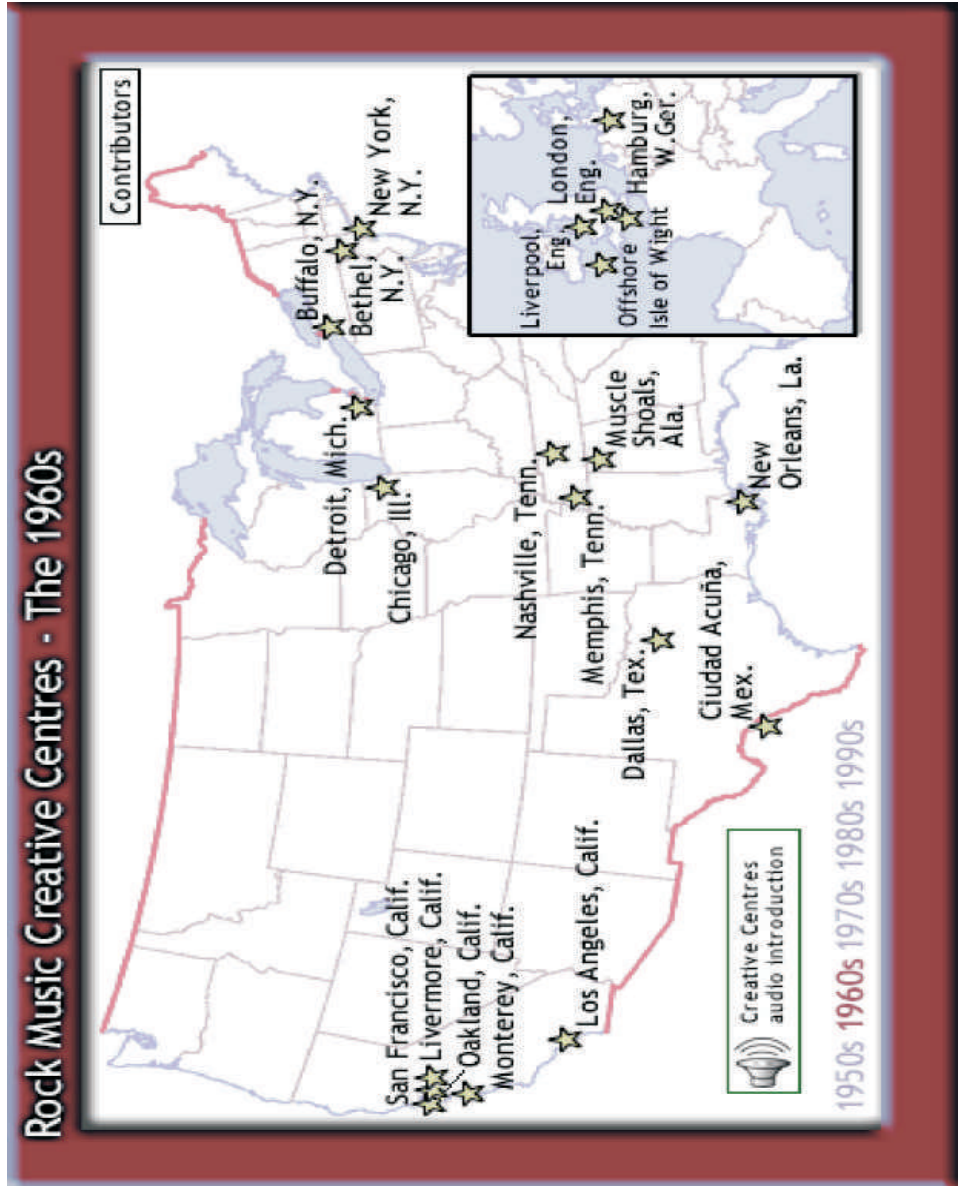 Rock Music Creative Centres - The 1960s
Contributors
San Francisco, Calif.
Livermore, Calif.
Oakland, Calif.
Monterey, Calif.
Los Angeles, Calif.
Detroit, Mich.
Chicago, Ill.
Buffalo, N.Y.
Bethel,
N.Y.
New York,
N.Y.
Nashville, Tenn.
Memphis, Tenn.
Muscle
Shoals,
Ala.
Dallas, Tex.
Ciudad Acuña,
Mex.
New
Orleans, La.
Liverpool,
Eng.
London,
Eng.
Offshore
Isle of Wight
Hamburg,
W.Ger.
Creative Centres
audio introduction
1950s 1960s 1970s 1980s 1990s